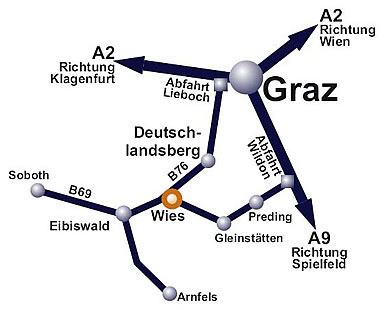 A2
Richtung
Wien
A2
Richtung
Klagenfurt
Abfahrt
Lieboch
Graz
Deutsch-
landsberg
Abfahrt
Wildon
B76
Soboth
B69
Wies
Preding
Eibiswald
Gleinstätten
A9
Richtung
Spielfeld
Arnfels